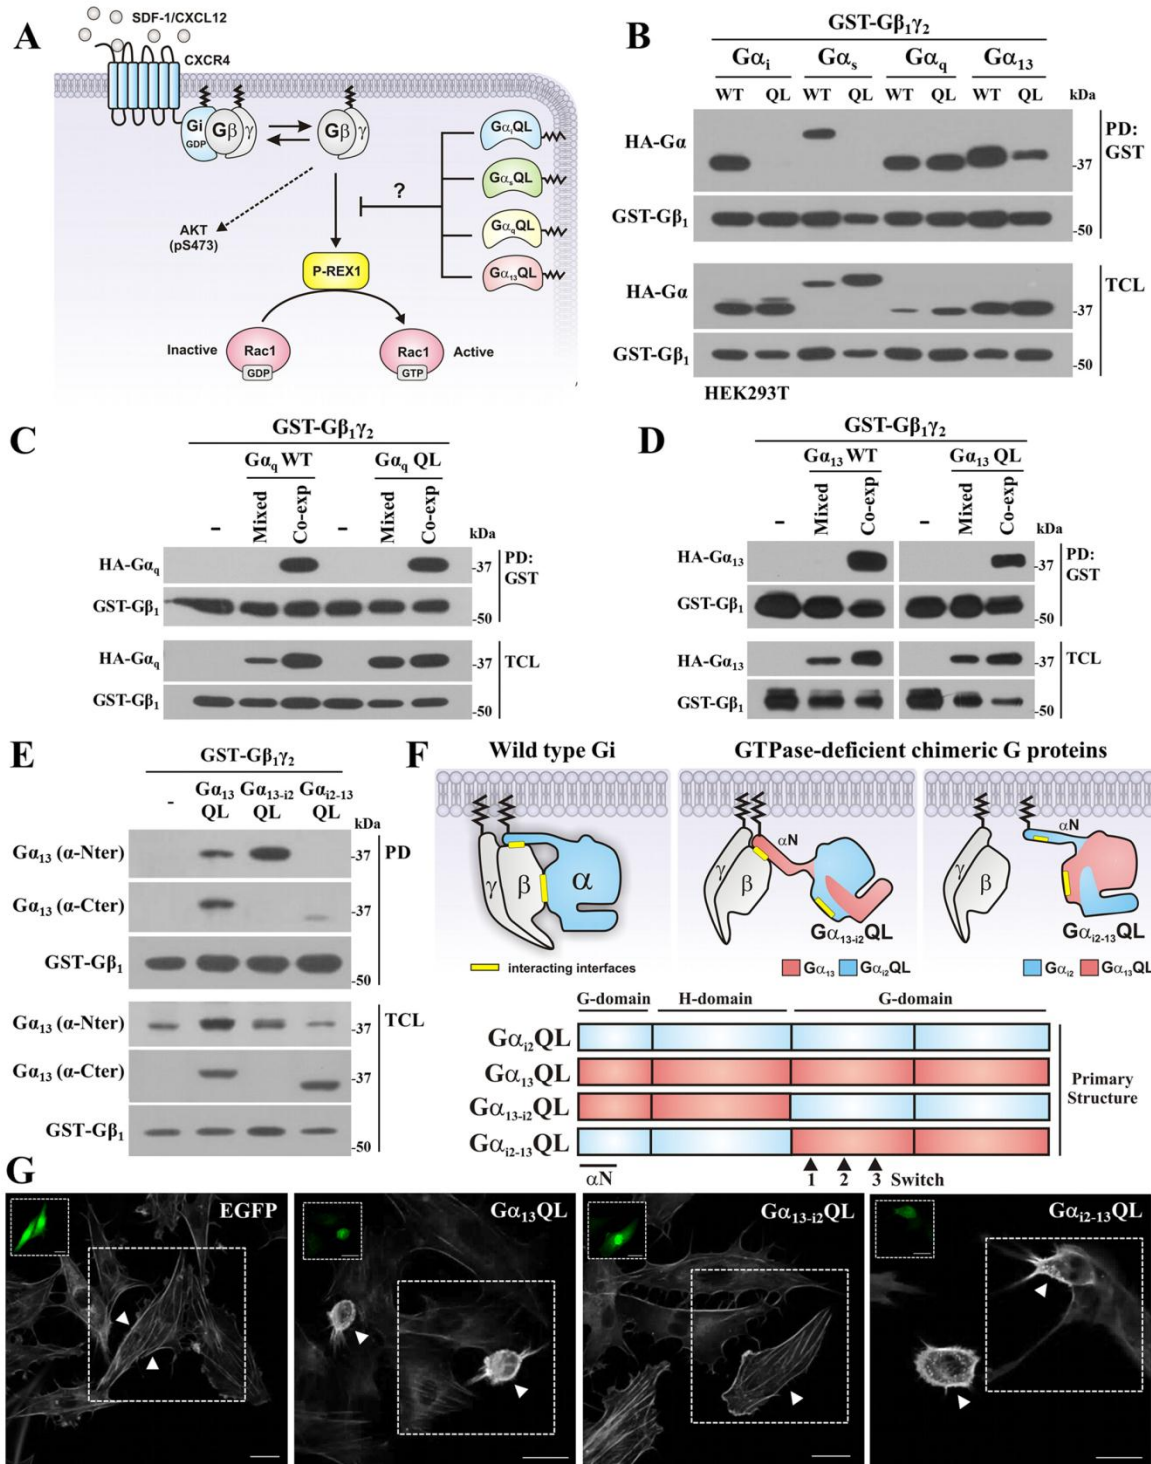 A
SDF-1/CXCL12
CXCR4
Gi
GDP
Gβ
γ
Gβ
γ
GαᵢQL
GαₛQL
Gα_qQL
Gα₁₃QL
?
AKT
(pS473)
P-REX1
Inactive
Rac1
GDP
Rac1
GTP
Active
B
GST-Gβ₁γ₂
Gαᵢ Gαₛ Gα_q Gα₁₃
WT QL WT QL WT QL WT QL kDa
HA-Gα -37 PD: GST
GST-Gβ₁ -50
HA-Gα -37 TCL
GST-Gβ₁ -50
HEK293T
C
GST-Gβ₁γ₂
Gα_q WT Gα_q QL
- Mixed Co-exp - Mixed Co-exp kDa
HA-Gα_q -37 PD: GST
GST-Gβ₁ -50
HA-Gα_q -37 TCL
GST-Gβ₁ -50
D
GST-Gβ₁γ₂
Gα₁₃ WT Gα₁₃ QL
- Mixed Co-exp - Mixed Co-exp kDa
HA-Gα₁₃ -37 PD: GST
GST-Gβ₁ -50
HA-Gα₁₃ -37 TCL
GST-Gβ₁ -50
E
GST-Gβ₁γ₂
- Gα₁₃ QL Gα₁₃₋ᵢ₂ QL Gαᵢ₂₋₁₃ QL kDa
Gα₁₃ (α-Nter) -37 PD
Gα₁₃ (α-Cter) -37
GST-Gβ₁ -50
Gα₁₃ (α-Nter) -37 TCL
Gα₁₃ (α-Cter) -37
GST-Gβ₁ -50
F
Wild type Gi
GTPase-deficient chimeric G proteins
γ β α
interacting interfaces
γ β αN
Gα₁₃₋ᵢ₂QL
Gα₁₃ Gαᵢ₂QL
γ β αN
Gαᵢ₂₋₁₃QL
Gαᵢ₂ Gα₁₃QL
G-domain H-domain G-domain
Gαᵢ₂QL
Gα₁₃QL
Gα₁₃₋ᵢ₂QL
Gαᵢ₂₋₁₃QL
Primary
Structure
αN
1 2 3 Switch
G
EGFP
Gα₁₃QL
Gα₁₃₋ᵢ₂QL
Gαᵢ₂₋₁₃QL